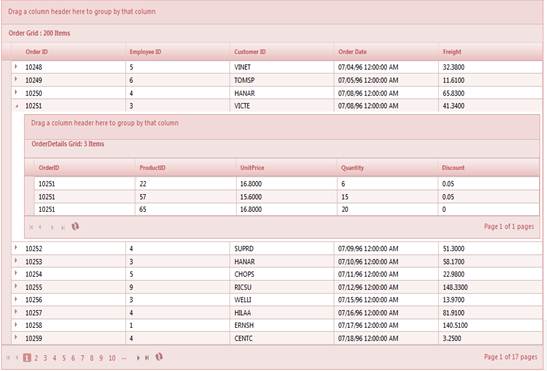 Drag a column header here to group by that column
Order Grid : 200 Items
Order ID Employee ID Customer ID Order Date Freight
10248 5 VINET 07/04/96 12:00:00 AM 32.3800
10249 6 TOMSP 07/05/96 12:00:00 AM 11.6100
10250 4 HANAR 07/08/96 12:00:00 AM 65.8300
10251 3 VICTE 07/08/96 12:00:00 AM 41.3400
Drag a column header here to group by that column
OrderDetails Grid: 3 Items
OrderID ProductID UnitPrice Quantity Discount
10251 22 16.8000 6 0.05
10251 57 15.6000 15 0.05
10251 65 16.8000 20 0
Page 1 of 1 pages
10252 4 SUPRD 07/09/96 12:00:00 AM 51.3000
10253 3 HANAR 07/10/96 12:00:00 AM 58.1700
10254 5 CHOPS 07/11/96 12:00:00 AM 22.9800
10255 9 RICSU 07/12/96 12:00:00 AM 148.3300
10256 3 WELLI 07/15/96 12:00:00 AM 13.9700
10257 4 HILAA 07/16/96 12:00:00 AM 81.9100
10258 1 ERNSH 07/17/96 12:00:00 AM 140.5100
10259 4 CENTC 07/18/96 12:00:00 AM 3.2500
1 2 3 4 5 6 7 8 9 10 ... Page 1 of 17 pages